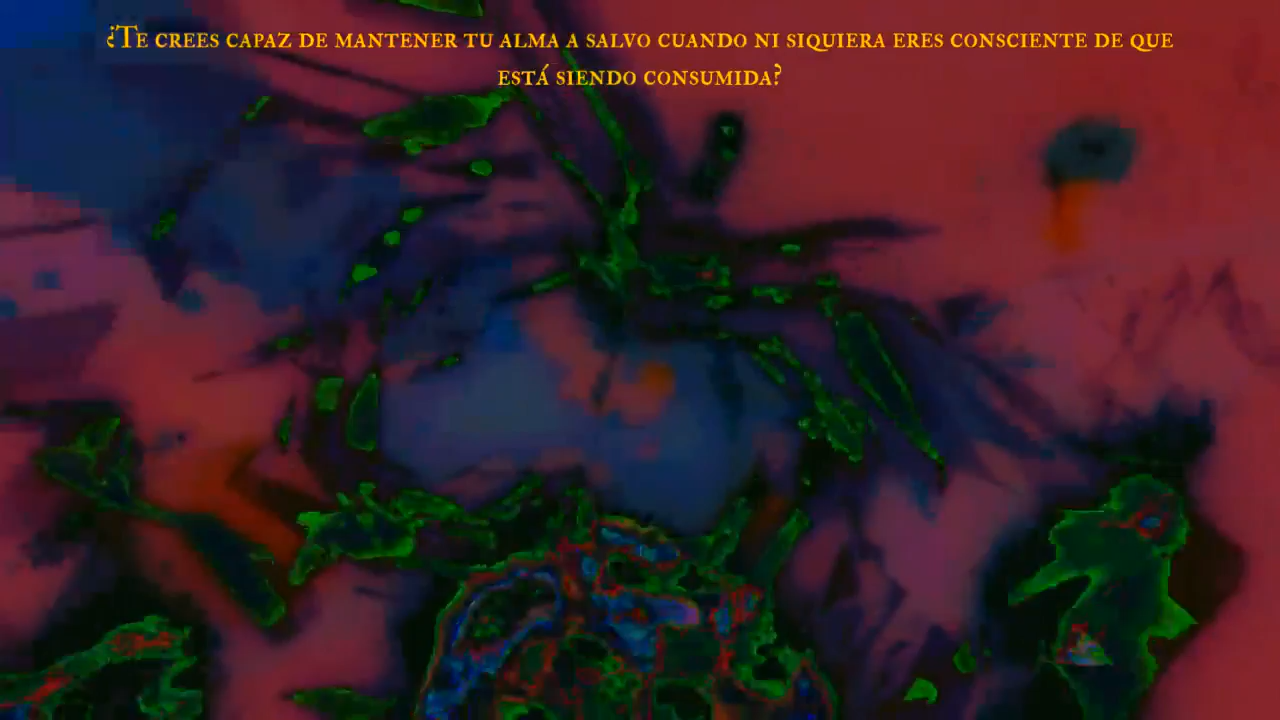 ¿Te crees capaz de mantener tu alma a salvo cuando ni siquiera eres consciente de que
está siendo consumida?